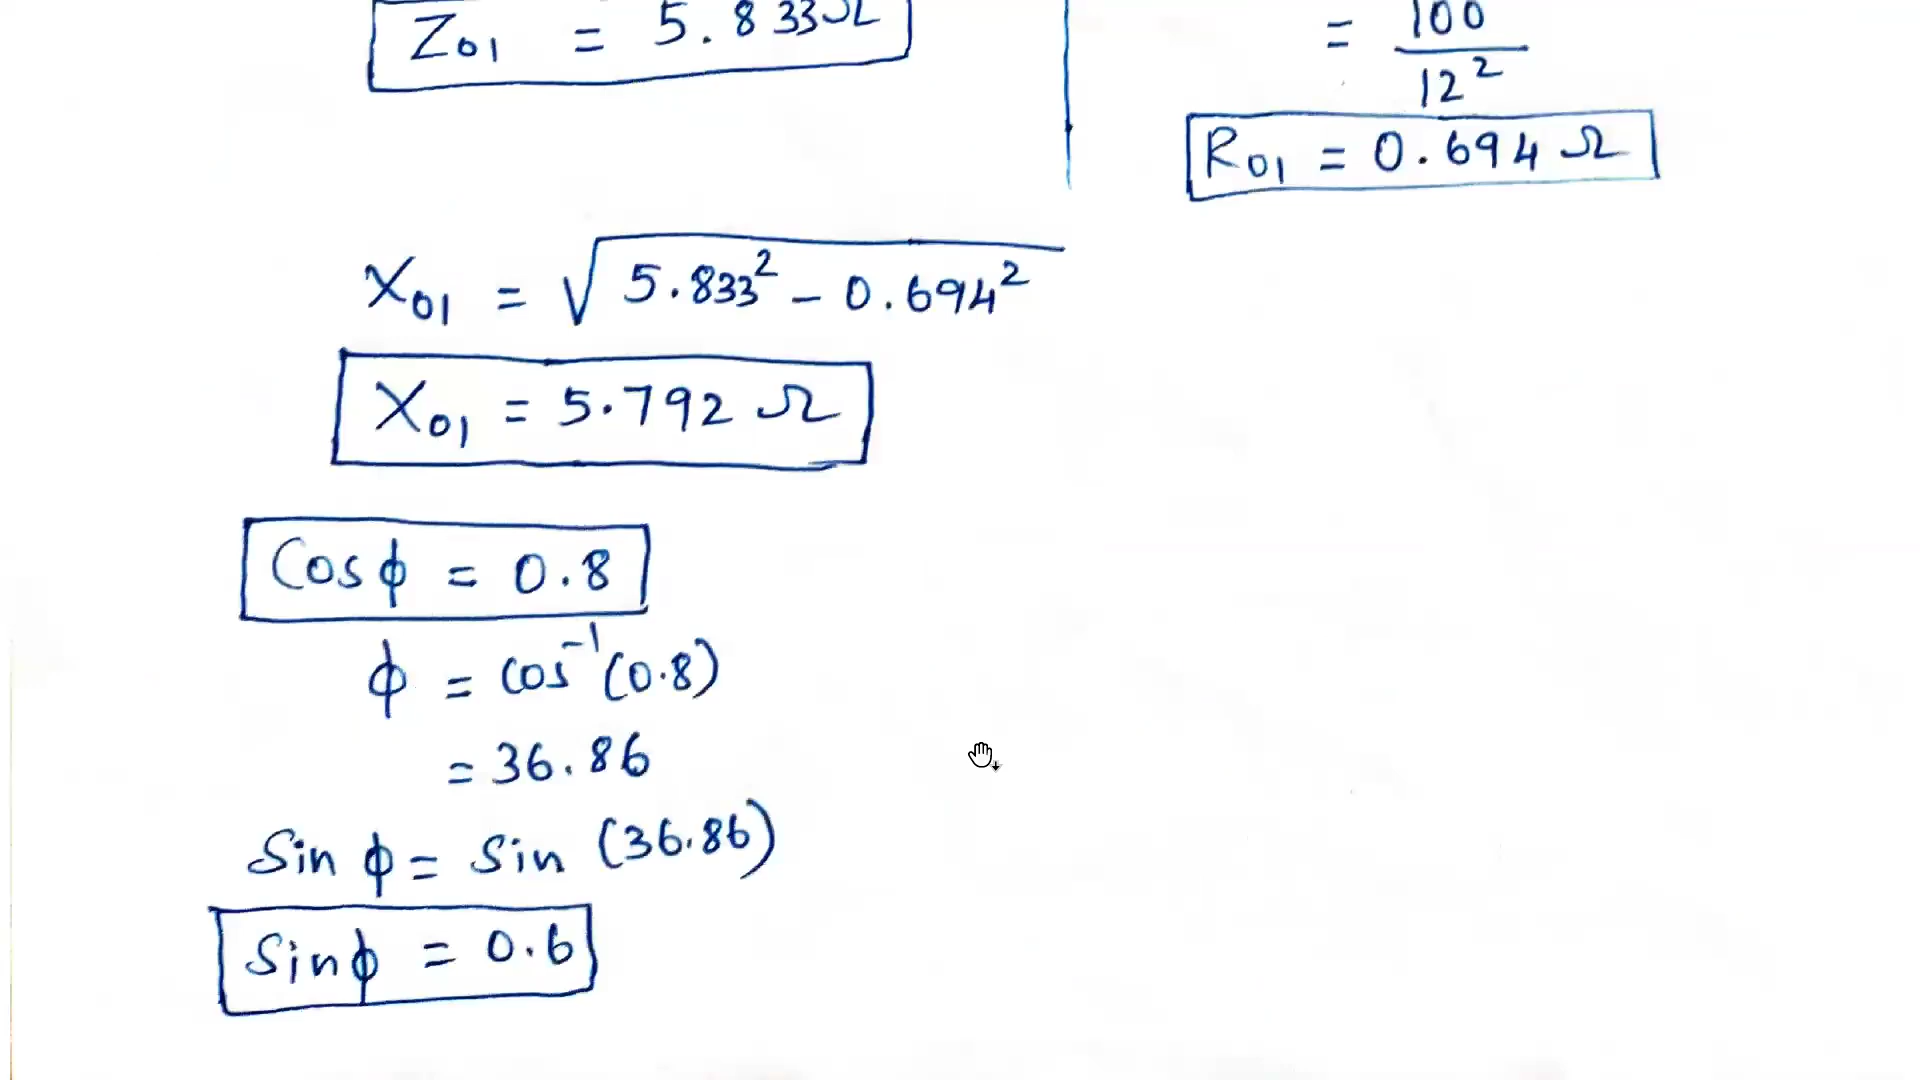 Z01 = 5.833Ω
= 100
12²
R01 = 0.694 Ω
X01 = √5.833² - 0.694²
X01 = 5.792 Ω
Cosϕ = 0.8
ϕ = cos⁻¹(0.8)
= 36.86
Sin ϕ = Sin (36.86)
Sinϕ = 0.6